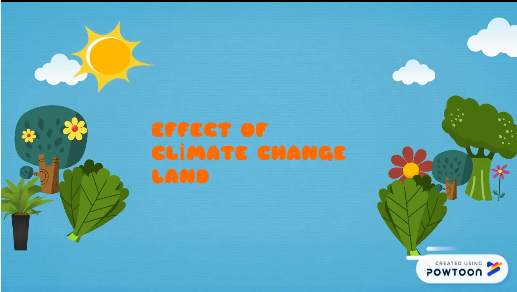 EFFECT OF
CLIMATE CHANGE
LAND
CREATED USING
POWTOON